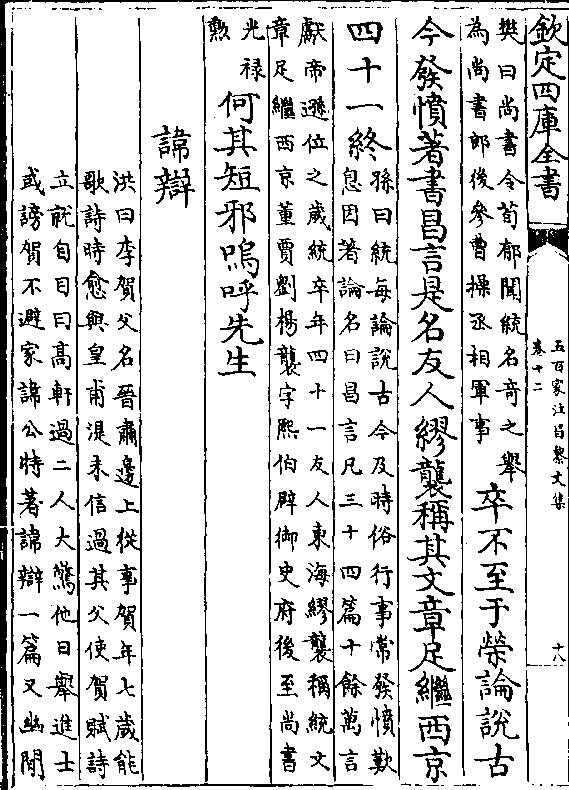 欽定四庫全書
五百家注昌黎文集
卷十二
十八
樊曰尚書令荀郁聞統名竒之舉
為尚書郎後參曹操丞相軍事
卒不至于榮論說古
今發憤著書昌言是名友人繆襲稱其文章足繼西京
四十一終
孫曰統每論說古今及時俗行事常發憤歎
息因著論名曰昌言凡三十四篇十餘萬言
獻帝遜位之歲統卒年四十一友人東海繆襲稱統文
章足繼西京董賈劉楊襲字熙伯辟御史府後至尚書
光禄
勲
何其短邪嗚呼先生
諱辯
洪曰李賀父名晉肅邊上從事賀年七歲能
歌詩時愈與皇甫湜未信過其父使賀賦詩
立就自目曰高軒過二人大驚他日舉進士
或謗賀不避家諱公特著諱辯一篇又幽閒